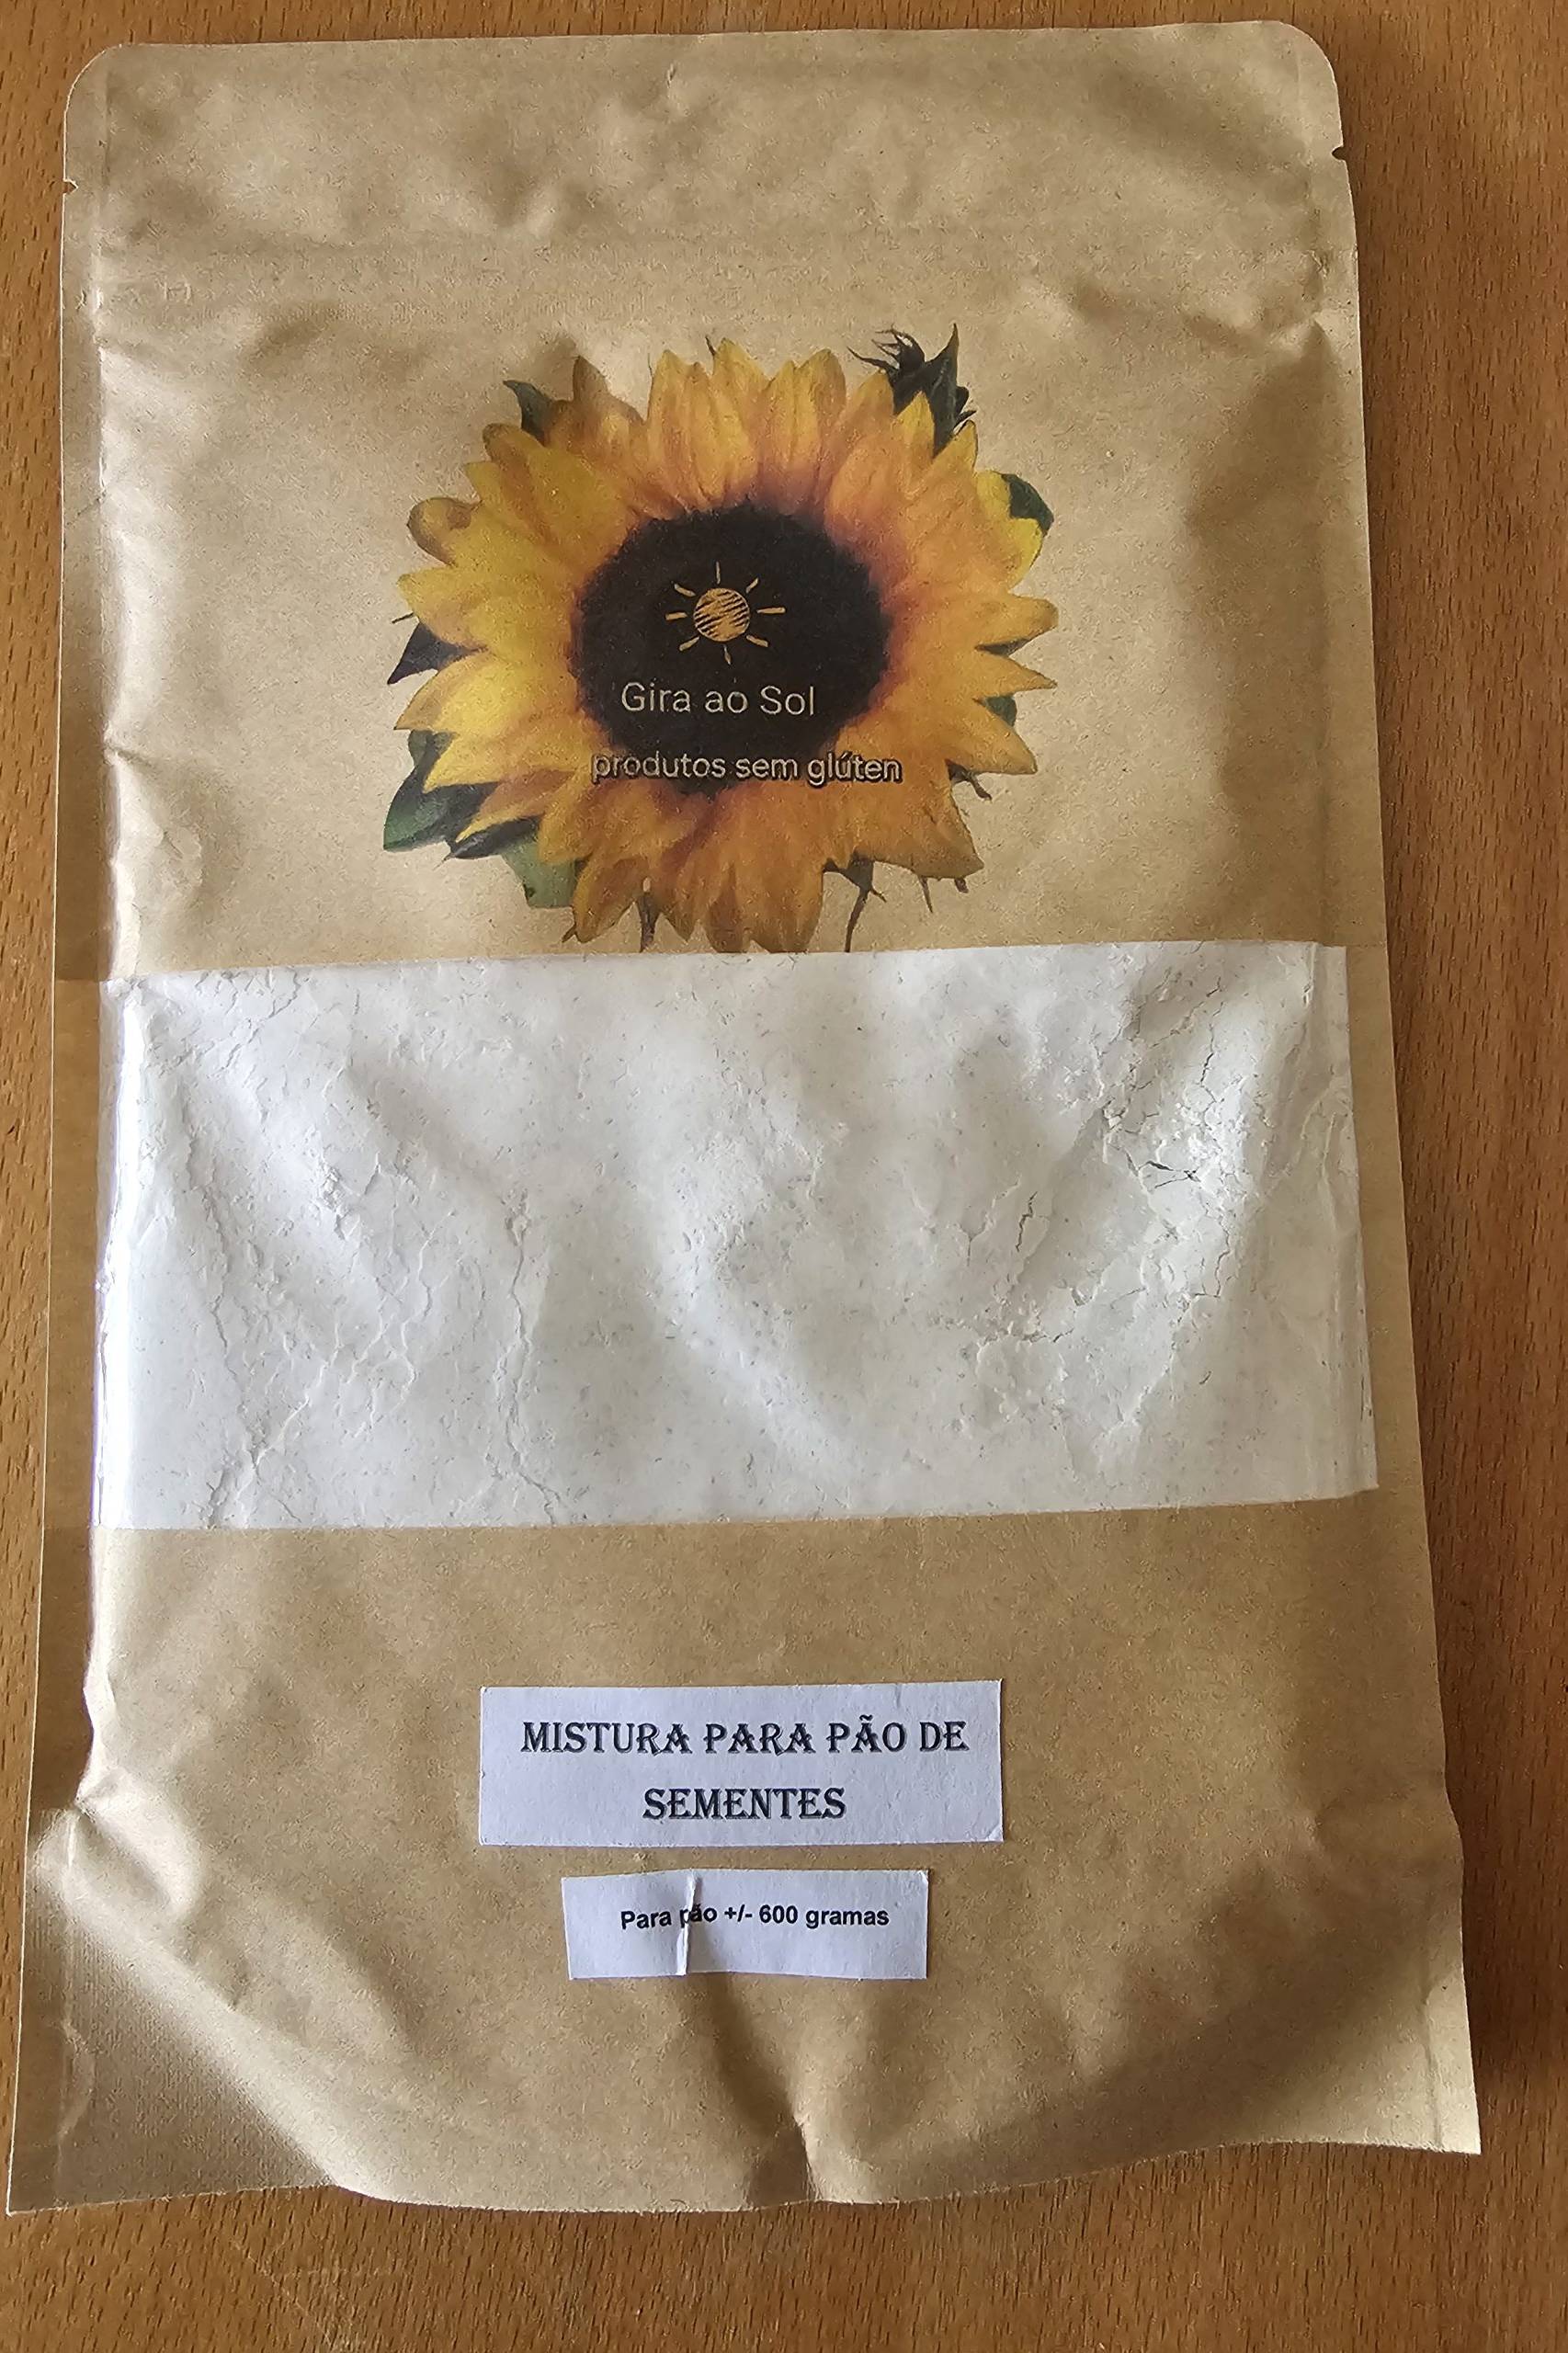 Gira ao Sol
produtos sem glúten
MISTURA PARA PÃO DE
SEMENTES
Para pão +/- 600 gramas